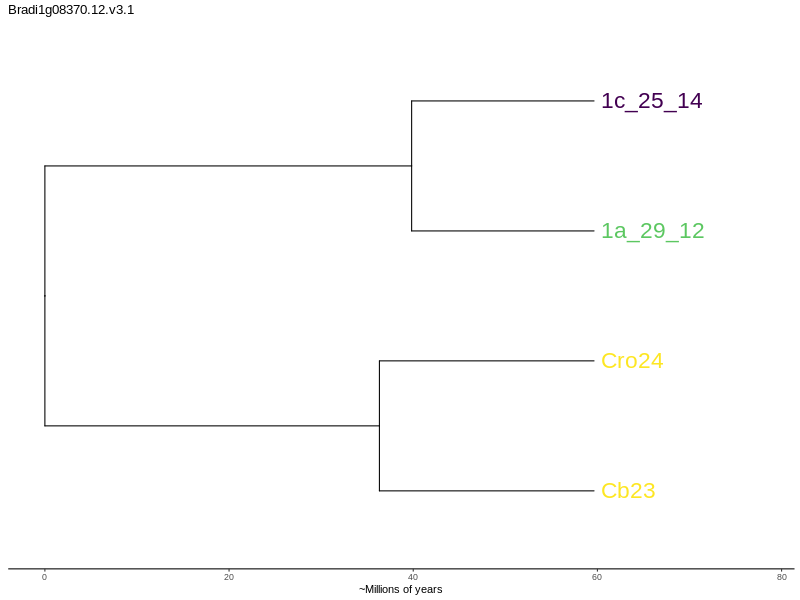 Bradi1g08370.12.v3.1
1c_25_14
1a_29_12
Cro24
Cb23
0 20 40 60 80
~Millions of years